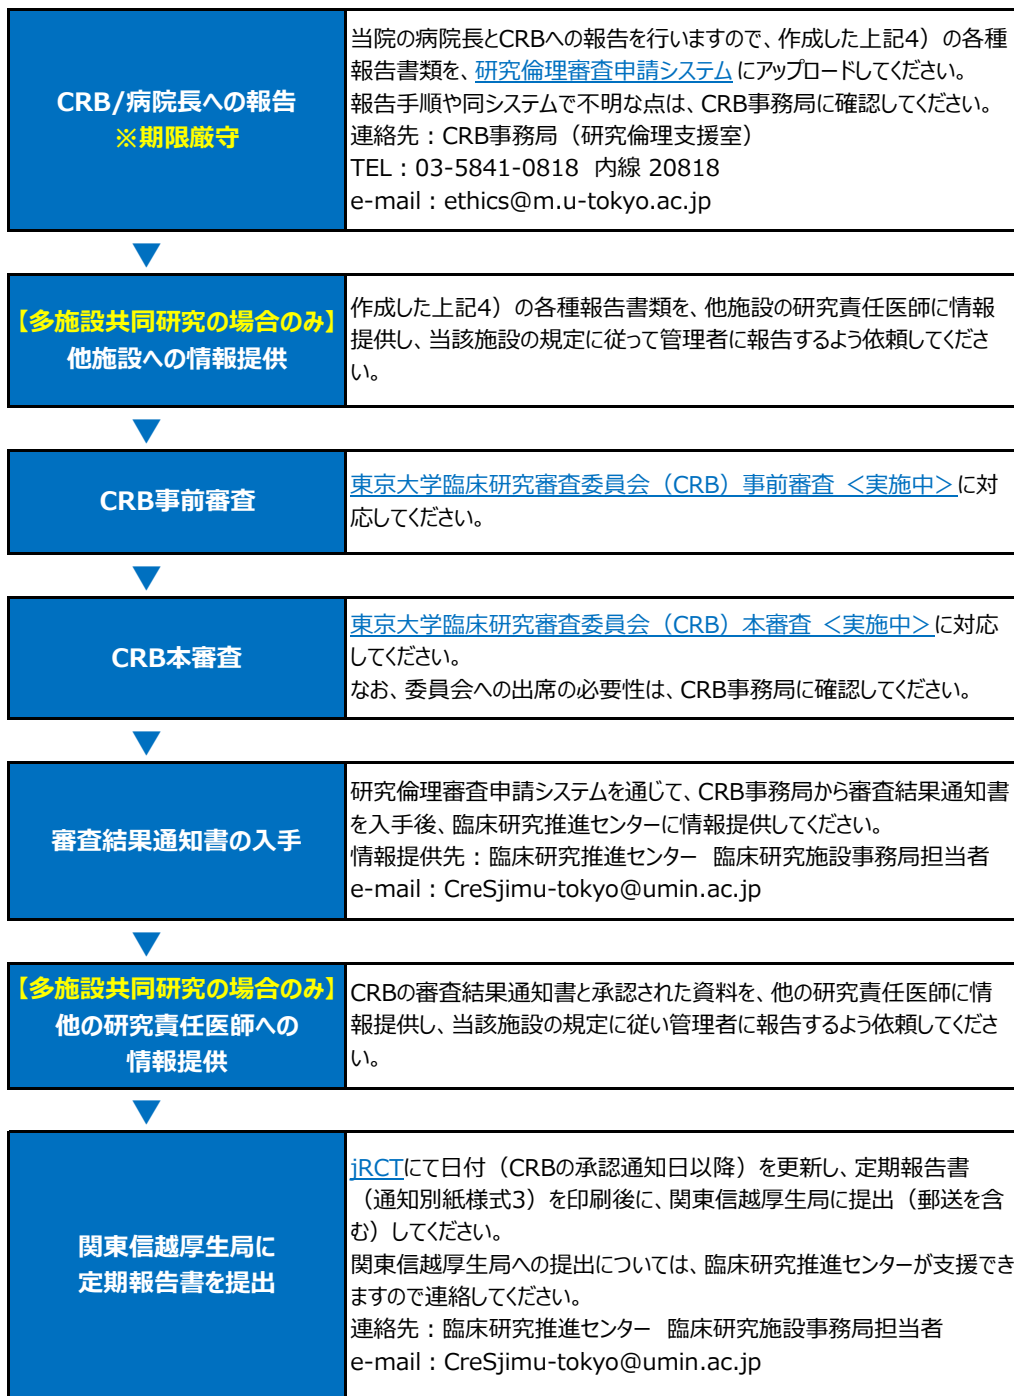 CRB/病院長への報告
※期限厳守
当院の病院長とCRBへの報告を行いますので、作成した上記4）の各種
報告書類を、研究倫理審査申請システムにアップロードしてください。
報告手順や同システムで不明な点は、CRB事務局に確認してください。
連絡先：CRB事務局（研究倫理支援室）
TEL：03-5841-0818 内線 20818
e-mail：ethics@m.u-tokyo.ac.jp
【多施設共同研究の場合のみ】
他施設への情報提供
作成した上記4）の各種報告書類を、他施設の研究責任医師に情報
提供し、当該施設の規定に従って管理者に報告するよう依頼してくださ
い。
CRB事前審査
東京大学臨床研究審査委員会（CRB）事前審査 ＜実施中＞に対
応してください。
CRB本審査
東京大学臨床研究審査委員会（CRB）本審査 ＜実施中＞に対応
してください。
なお、委員会への出席の必要性は、CRB事務局に確認してください。
審査結果通知書の入手
研究倫理審査申請システムを通じて、CRB事務局から審査結果通知書
を入手後、臨床研究推進センターに情報提供してください。
情報提供先：臨床研究推進センター 臨床研究施設事務局担当者
e-mail：CreSjimu-tokyo@umin.ac.jp
【多施設共同研究の場合のみ】
他の研究責任医師への
情報提供
CRBの審査結果通知書と承認された資料を、他の研究責任医師に情
報提供し、当該施設の規定に従い管理者に報告するよう依頼してくださ
い。
関東信越厚生局に
定期報告書を提出
jRCTにて日付（CRBの承認通知日以降）を更新し、定期報告書
（通知別紙様式3）を印刷後に、関東信越厚生局に提出（郵送を含
む）してください。
関東信越厚生局への提出については、臨床研究推進センターが支援でき
ますので連絡してください。
連絡先：臨床研究推進センター 臨床研究施設事務局担当者
e-mail：CreSjimu-tokyo@umin.ac.jp